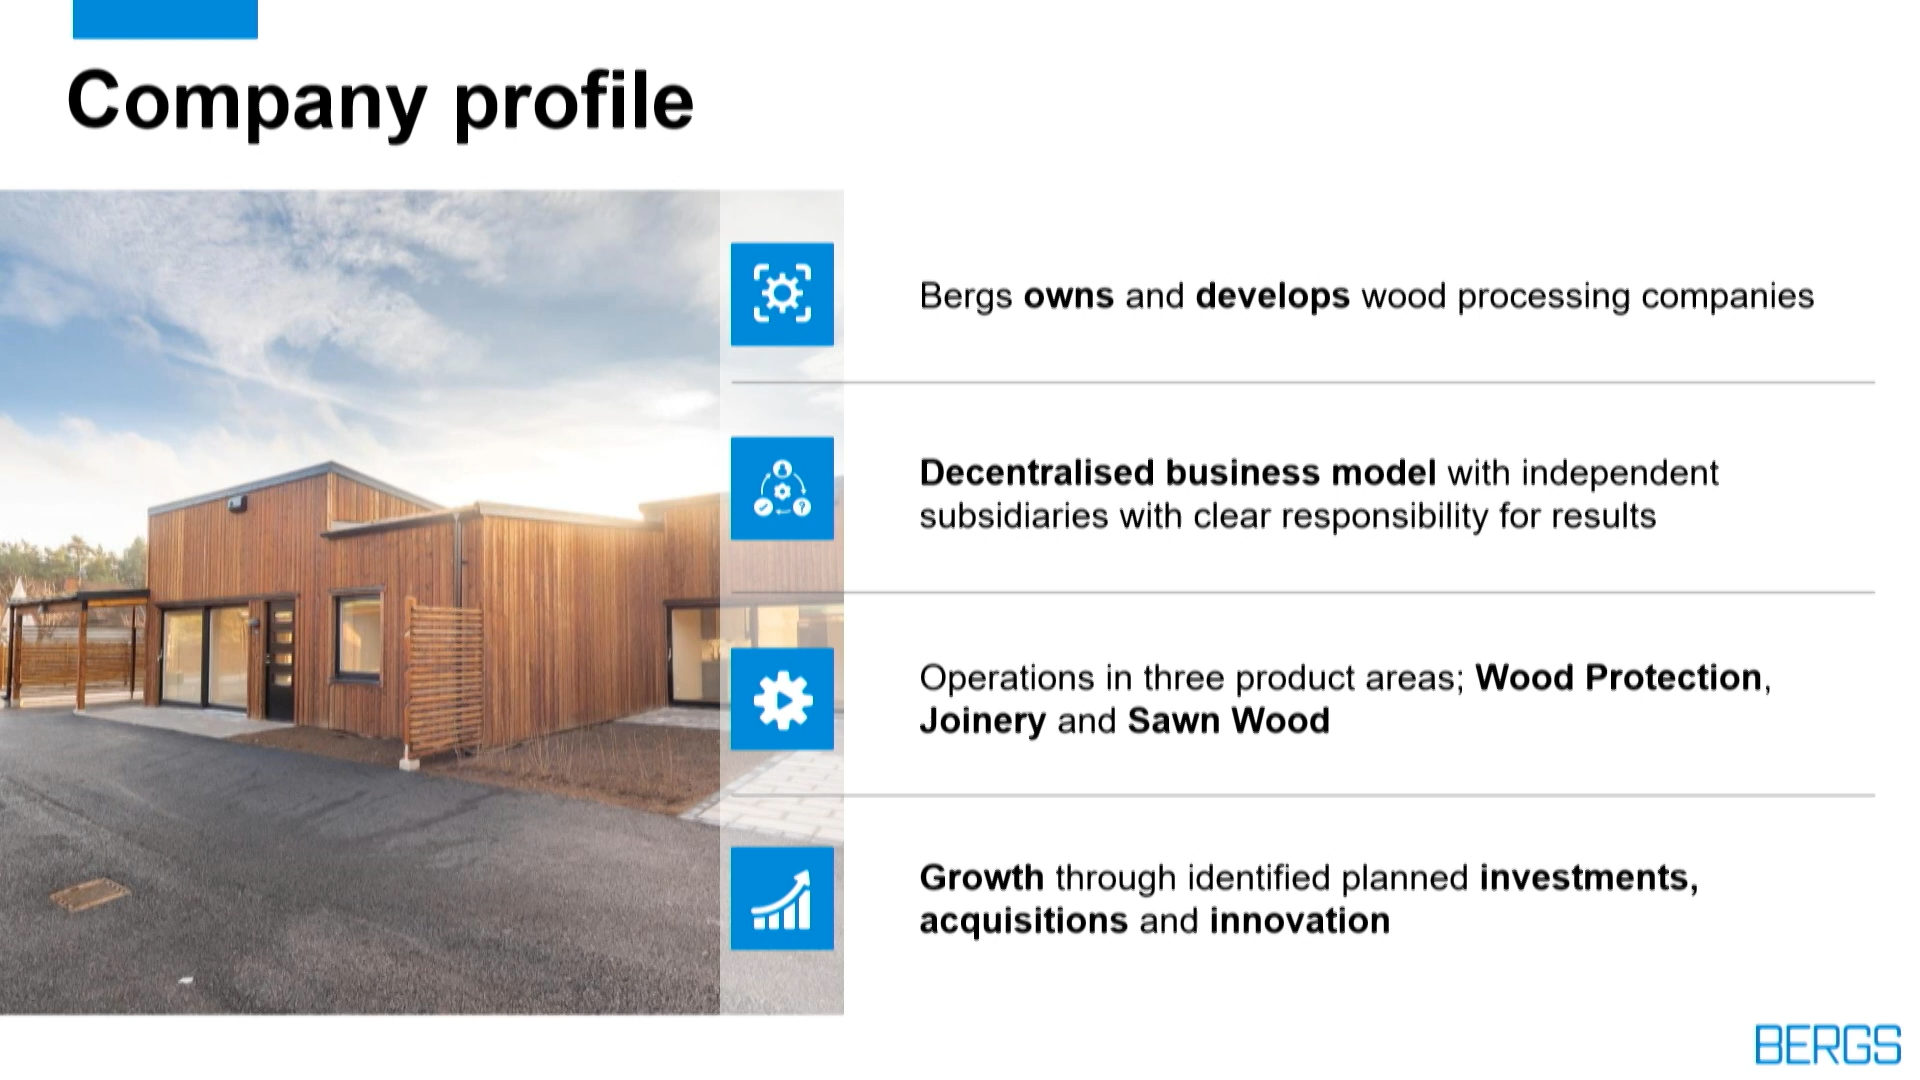 Company profile
Bergs owns and develops wood processing companies
Decentralised business model with independent
subsidiaries with clear responsibility for results
Operations in three product areas; Wood Protection,
Joinery and Sawn Wood
Growth through identified planned investments,
acquisitions and innovation
BERGS